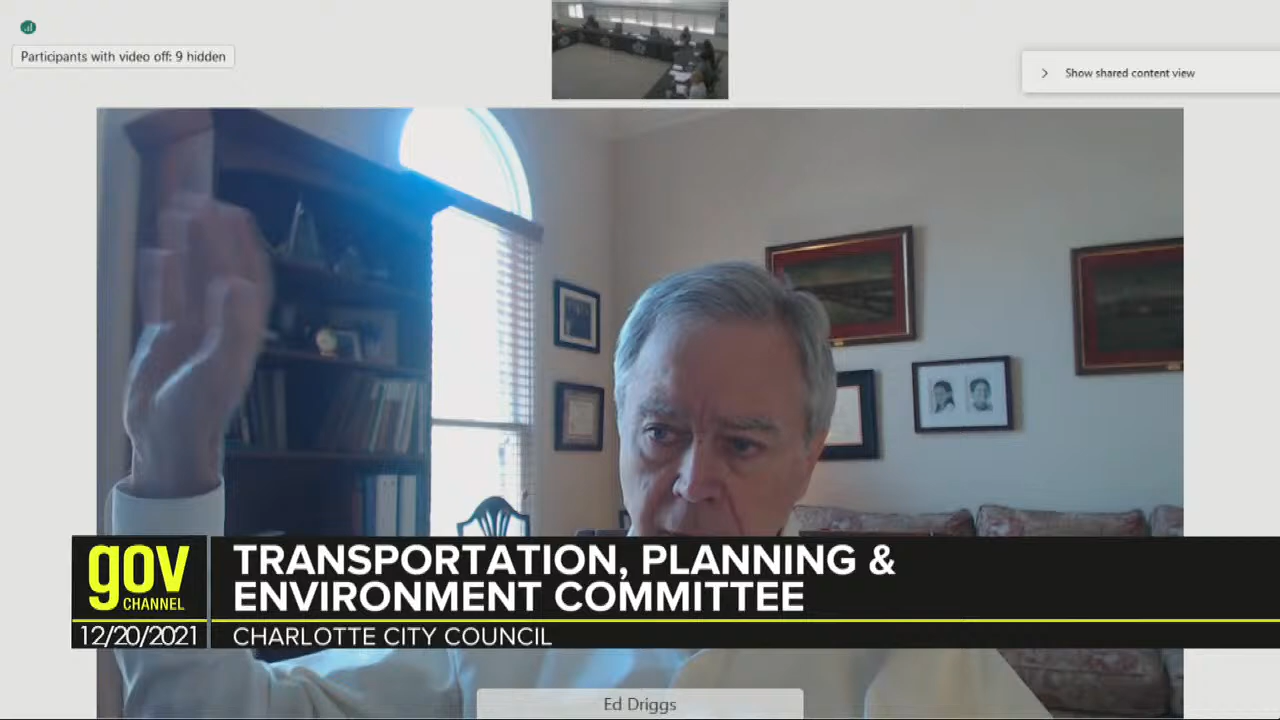 Participants with video off: 9 hidden
Show shared content view
gov
CHANNEL
TRANSPORTATION, PLANNING &
ENVIRONMENT COMMITTEE
12/20/2021
CHARLOTTE CITY COUNCIL
Ed Driggs